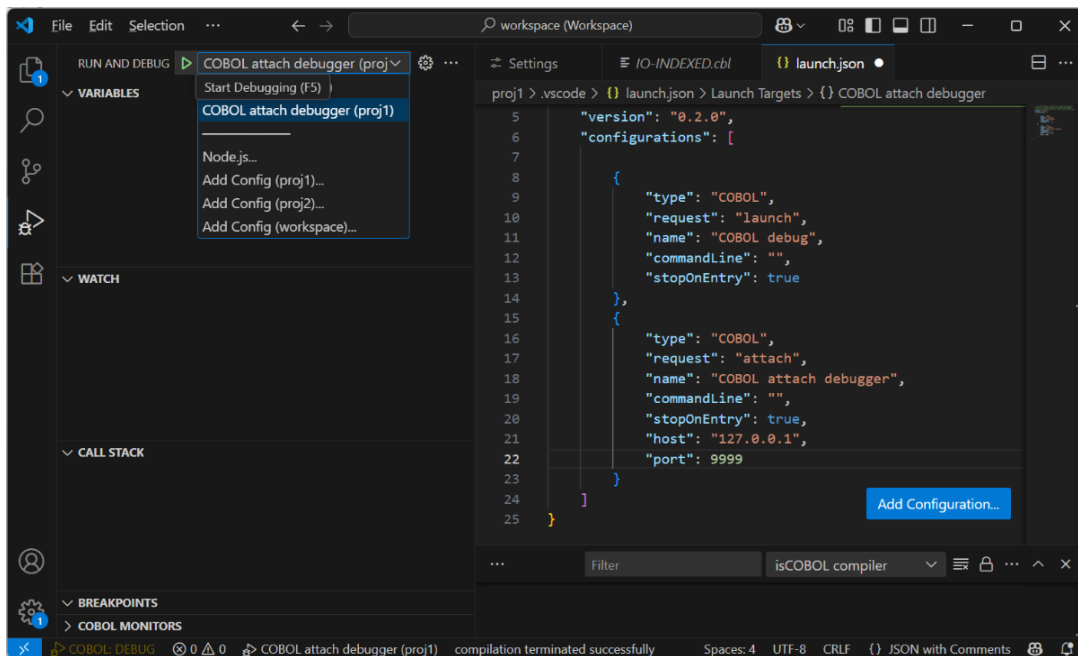 File Edit Selection ··· workspace (Workspace)
RUN AND DEBUG COBOL attach debugger (proj ···
Start Debugging (F5) )
COBOL attach debugger (proj1)
Node.js...
Add Config (proj1)...
Add Config (proj2)...
Add Config (workspace)...
VARIABLES
WATCH
CALL STACK
BREAKPOINTS
COBOL MONITORS
1
1
Settings IO-INDEXED.cbl {} launch.json ● ···
proj1 > .vscode > {} launch.json > Launch Targets > {} COBOL attach debugger
5 "version": "0.2.0",
6 "configurations": [
7
8 {
9 "type": "COBOL",
10 "request": "launch",
11 "name": "COBOL debug",
12 "commandLine": "",
13 "stopOnEntry": true
14 },
15 {
16 "type": "COBOL",
17 "request": "attach",
18 "name": "COBOL attach debugger",
19 "commandLine": "",
20 "stopOnEntry": true,
21 "host": "127.0.0.1",
22 "port": 9999
23 }
24 ]
25 }
Add Configuration...
··· Filter isCOBOL compiler ···
COBOL: DEBUG 0 0 COBOL attach debugger (proj1) compilation terminated successfully Spaces: 4 UTF-8 CRLF {} JSON with Comments